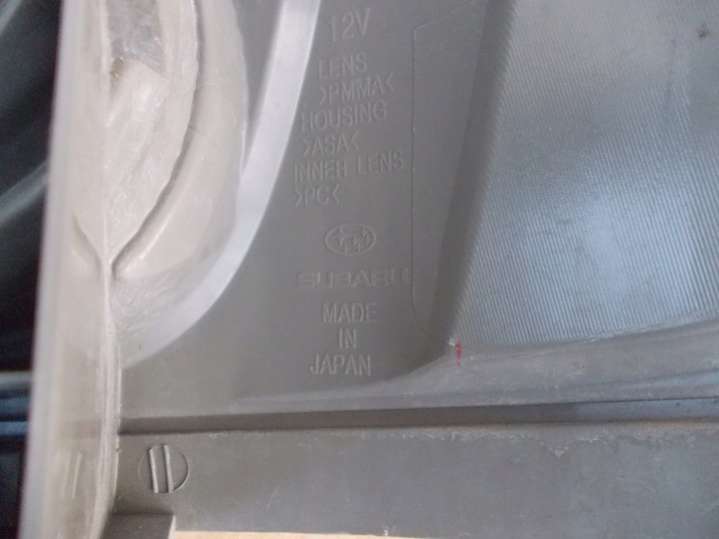 12V
LENS
>PMMA<
HOUSING
>ASA<
INNER LENS
>PC<
SUBARU
MADE
IN
JAPAN